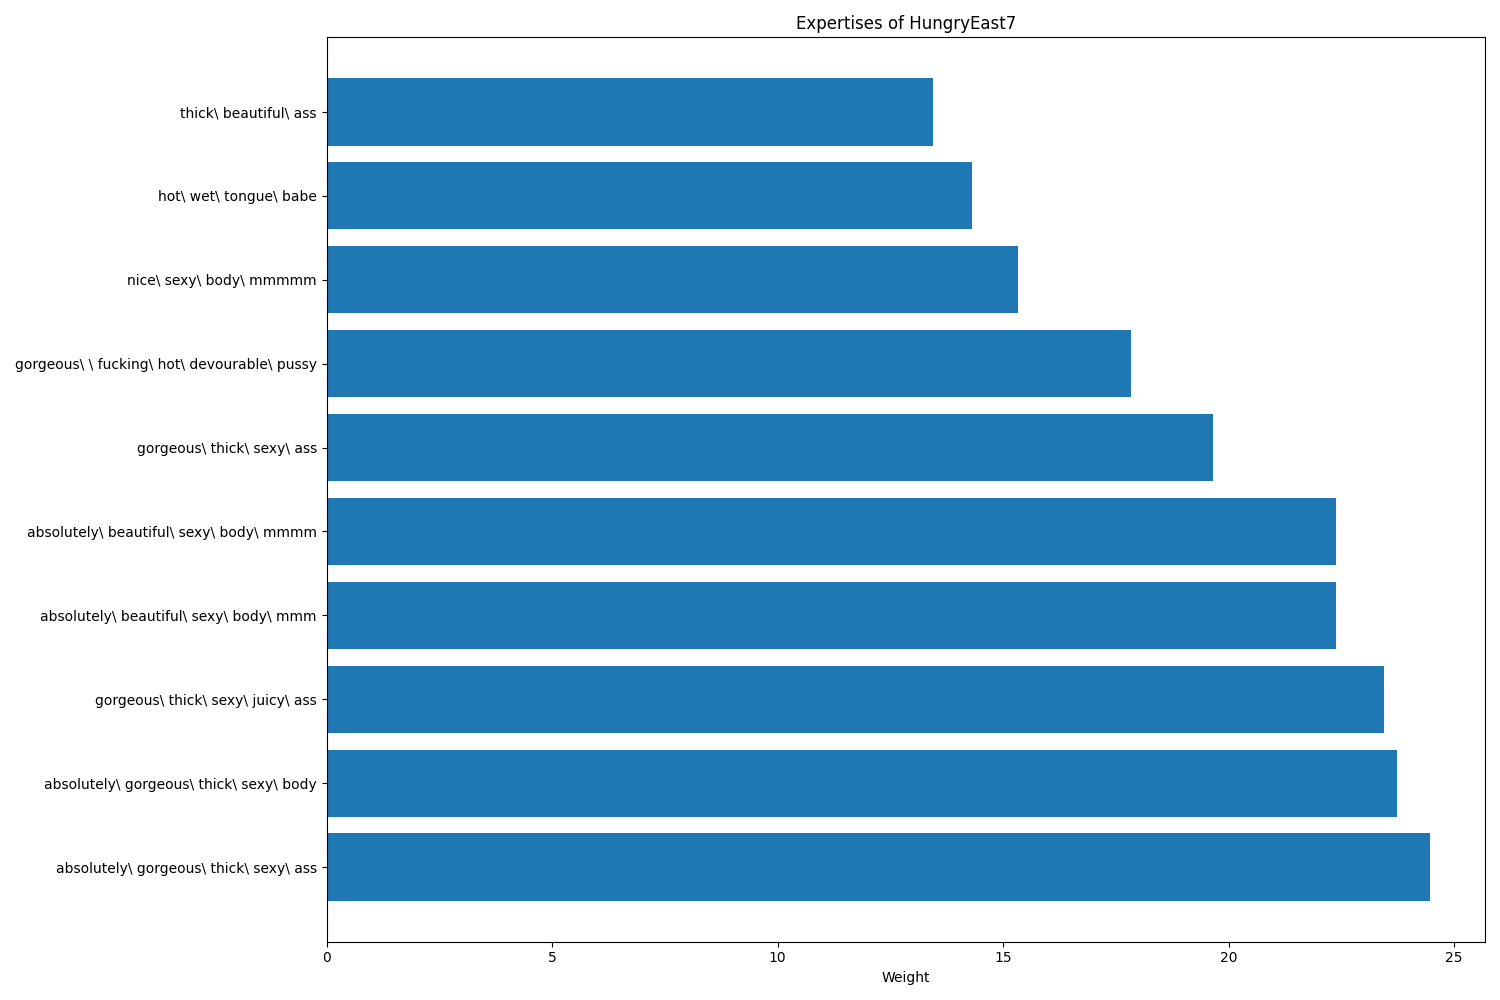 Expertises of HungryEast7
thick\ beautiful\ ass
hot\ wet\ tongue\ babe
nice\ sexy\ body\ mmmmm
gorgeous\ \ fucking\ hot\ devourable\ pussy
gorgeous\ thick\ sexy\ ass
absolutely\ beautiful\ sexy\ body\ mmmm
absolutely\ beautiful\ sexy\ body\ mmm
gorgeous\ thick\ sexy\ juicy\ ass
absolutely\ gorgeous\ thick\ sexy\ body
absolutely\ gorgeous\ thick\ sexy\ ass
0 5 10 15 20 25
Weight